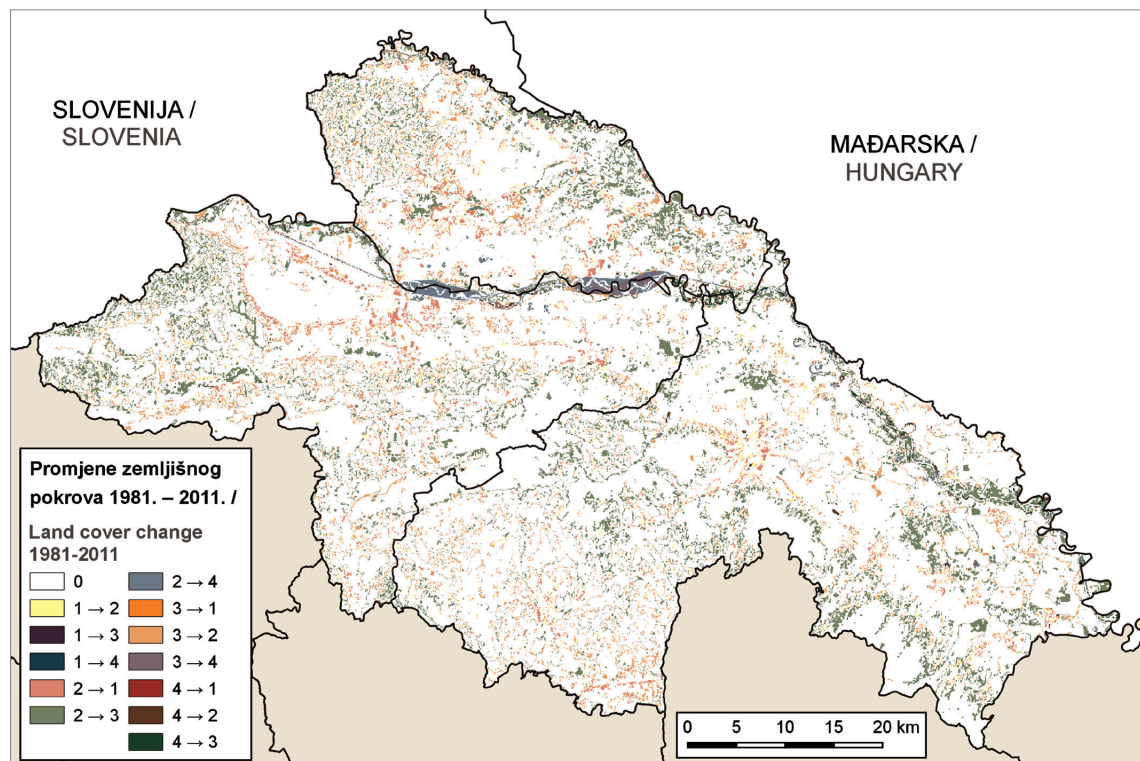 SLOVENIJA /
SLOVENIA
MAĐARSKA /
HUNGARY
Promjene zemljišnog
pokrova 1981. – 2011. /
Land cover change
1981-2011
0
1 → 2
1 → 3
1 → 4
2 → 1
2 → 3
2 → 4
3 → 1
3 → 2
3 → 4
4 → 1
4 → 2
4 → 3
0 5 10 15 20 km